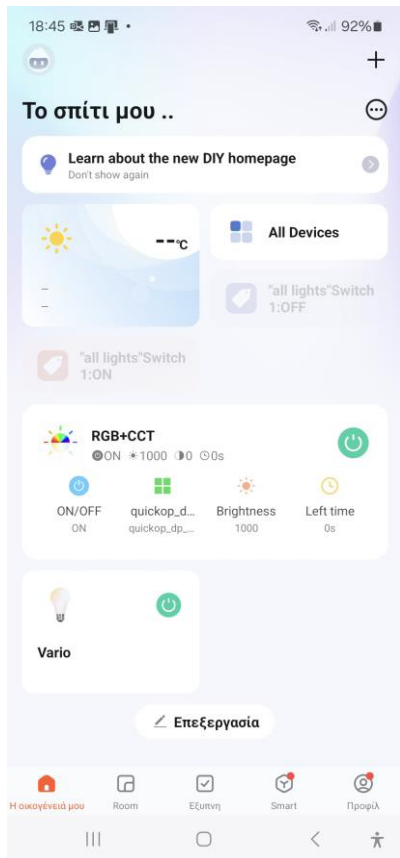 18:45
92%
Το σπίτι μου ..
Learn about the new DIY homepage
Don't show again
--°C
All Devices
–
–
"all lights"Switch
1:OFF
"all lights"Switch
1:ON
RGB+CCT
ON 1000 0 0s
ON/OFF quickop_d... Brightness Left time
ON quickop_dp_... 1000 0s
Vario
Επεξεργασία
Η οικογένειά μου Room Εξυπνη Smart Προφίλ